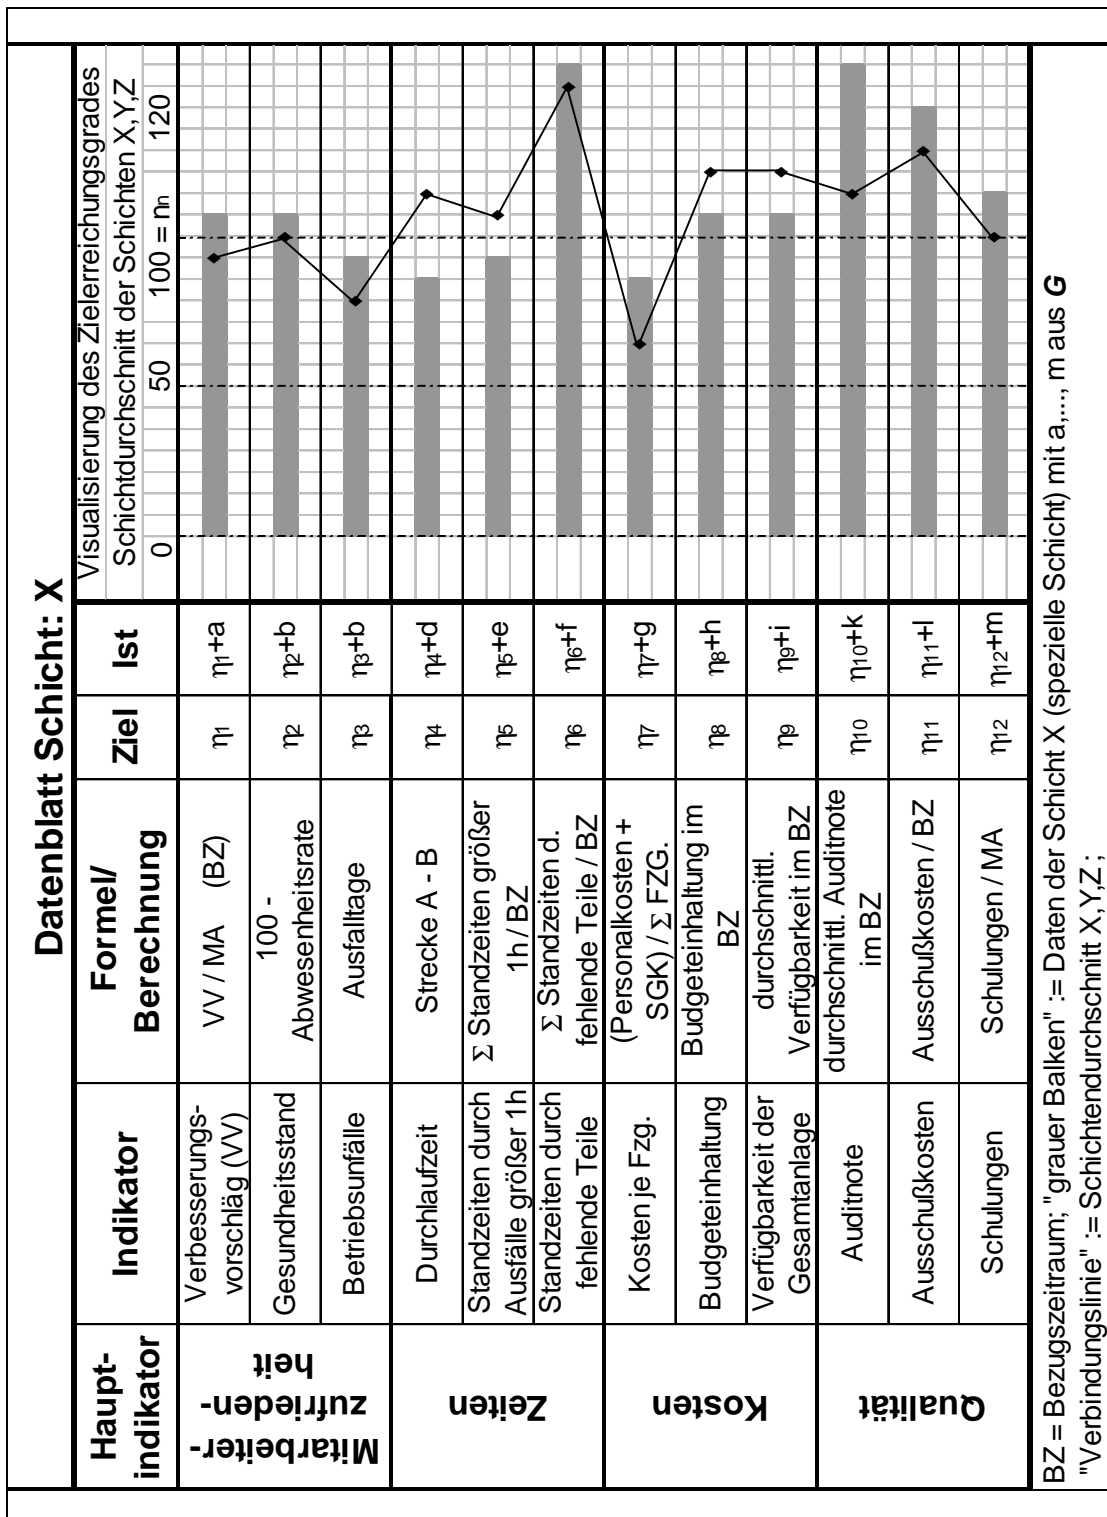 Datenblatt Schicht: X
Haupt-
indikator
Indikator
Formel/
Berechnung
Ziel
Ist
Visualisierung des Zielerreichungsgrades
Schichtdurchschnitt der Schichten X,Y,Z
0 50 100 = nn 120
Mitarbeiter-
zufrieden-
heit
Verbesserungs-
vorschläg (VV)
VV / MA (BZ)
η1
η1+a
Gesundheitsstand
100 -
Abwesenheitsrate
η2
η2+b
Betriebsunfälle
Ausfalltage
η3
η3+b
Zeiten
Durchlaufzeit
Strecke A - B
η4
η4+d
Standzeiten durch
Ausfälle größer 1h
Σ Standzeiten größer
1h / BZ
η5
η5+e
Standzeiten durch
fehlende Teile
Σ Standzeiten d.
fehlende Teile / BZ
η6
η6+f
Kosten
Kosten je Fzg.
(Personalkosten +
SGK) / Σ FZG.
η7
η7+g
Budgeteinhaltung
Budgeteinhaltung im
BZ
η8
η8+h
Verfügbarkeit der
Gesamtanlage
durchschnittl.
Verfügbarkeit im BZ
η9
η9+i
Qualität
Auditnote
durchschnittl. Auditnote
im BZ
η10
η10+k
Ausschußkosten
Ausschußkosten / BZ
η11
η11+l
Schulungen
Schulungen / MA
η12
η12+m
BZ = Bezugszeitraum; "grauer Balken" := Daten der Schicht X (spezielle Schicht) mit a,..., m aus G
"Verbindungslinie" := Schichtendurchschnitt X,Y,Z ;